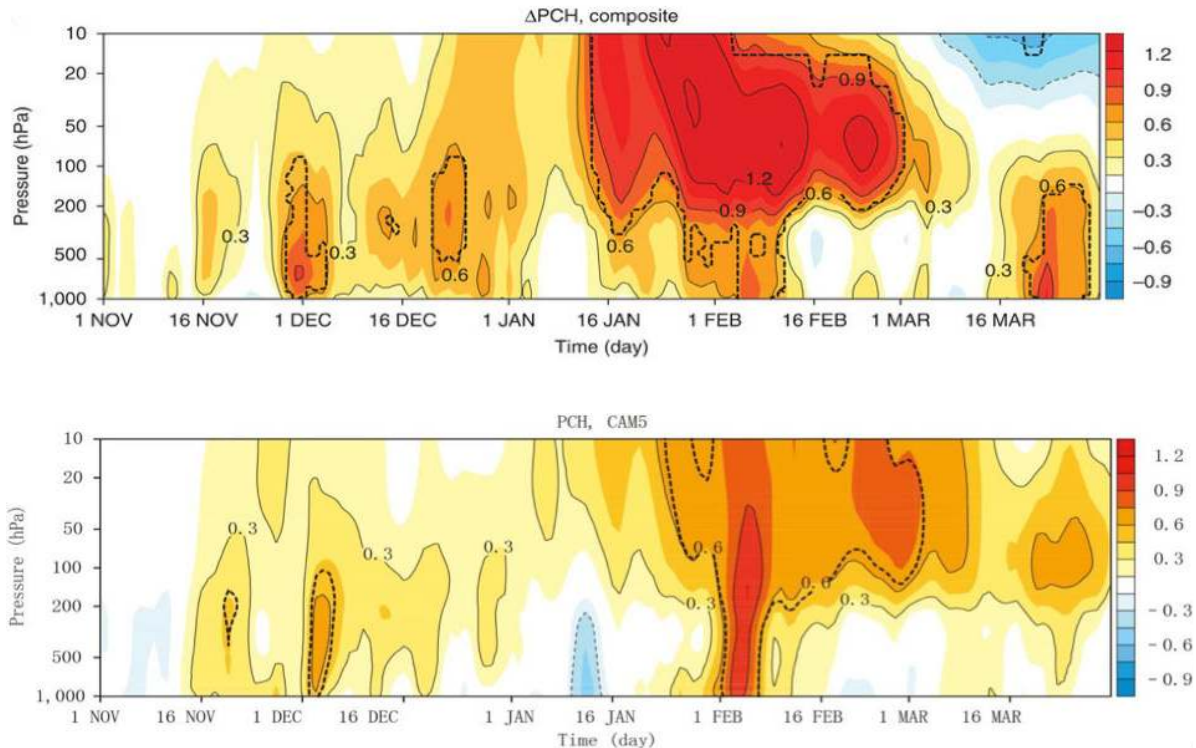 ΔPCH, composite
10
20
50
100
200
500
1,000
Pressure (hPa)
0.3
0.3
0.6
0.6
0.9
1.2
0.9
0.6
0.3
0.3
0.6
1 NOV
16 NOV
1 DEC
16 DEC
1 JAN
16 JAN
1 FEB
16 FEB
1 MAR
16 MAR
Time (day)
1.2
0.9
0.6
0.3
−0.3
−0.6
−0.9
PCH, CAM5
10
20
50
100
200
500
1,000
Pressure (hPa)
0.3
0.3
0.3
0.6
0.3
0.6
0.3
1 NOV
16 NOV
1 DEC
16 DEC
1 JAN
16 JAN
1 FEB
16 FEB
1 MAR
16 MAR
Time (day)
1.2
0.9
0.6
0.3
-0.3
-0.6
-0.9